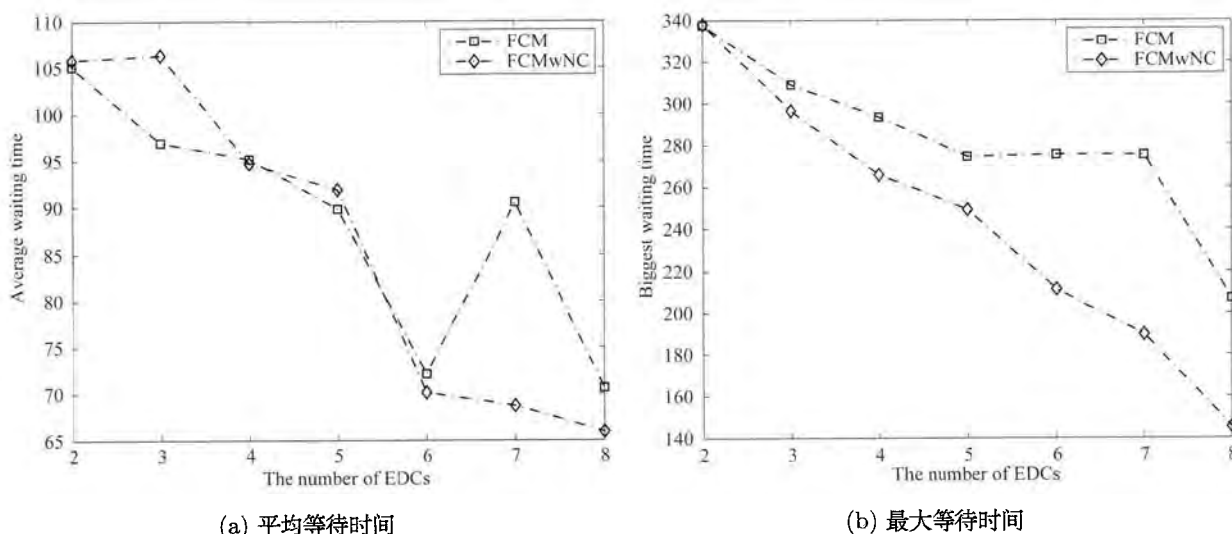 110
105
100
95
90
85
80
75
70
65
Average waiting time
2 3 4 5 6 7 8
The number of EDCs
FCM
FCMwNC
(a) 平均等待时间
340
320
300
280
260
240
220
200
180
160
140
Biggest waiting time
2 3 4 5 6 7 8
The number of EDCs
FCM
FCMwNC
(b) 最大等待时间